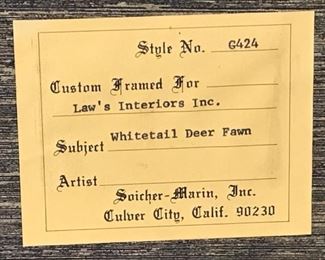 Style No. G424
Custom Framed For
Law's Interiors Inc.
Subject Whitetail Deer Fawn
Artist
Soicher-Marin, Inc.
Culver City, Calif. 90230